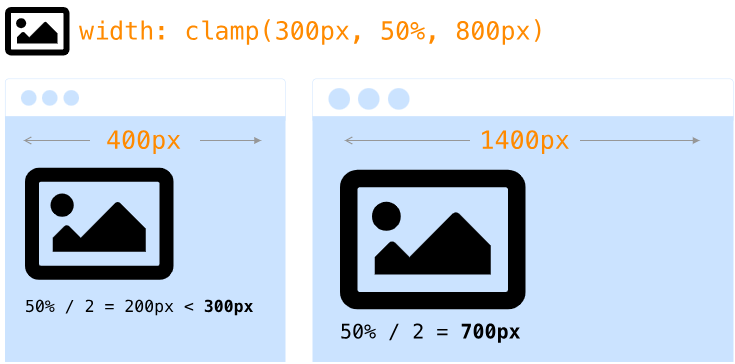 width: clamp(300px, 50%, 800px)
400px
1400px
50% / 2 = 200px < 300px
50% / 2 = 700px